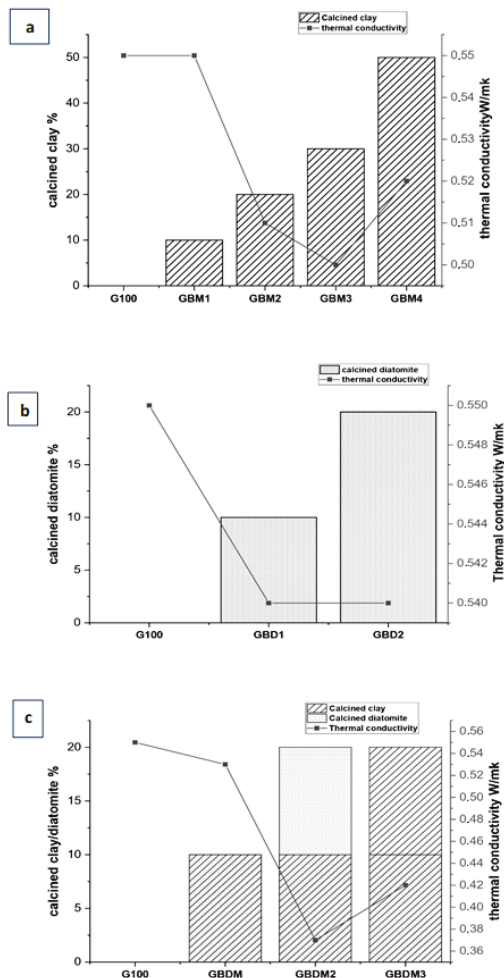 a
Calcined clay
thermal conductivity
50
40
30
20
10
0
calcined clay %
0.55
0.54
0.53
0.52
0.51
0.50
thermal conductivityW/mk
G100 GBM1 GBM2 GBM3 GBM4
b
calcined diatomite
thermal conductivity
20
15
10
5
0
calcined diatomite %
0.550
0.548
0.546
0.544
0.542
0.540
Thermal conductivity W/mk
G100 GBD1 GBD2
c
Calcined clay
Calcined diatomite
Thermal conductivity
20
15
10
5
0
calcined clay/diatomite %
0.56
0.54
0.52
0.50
0.48
0.46
0.44
0.42
0.40
0.38
0.36
thermal conductivity W/mk
G100 GBDM GBDM2 GBDM3